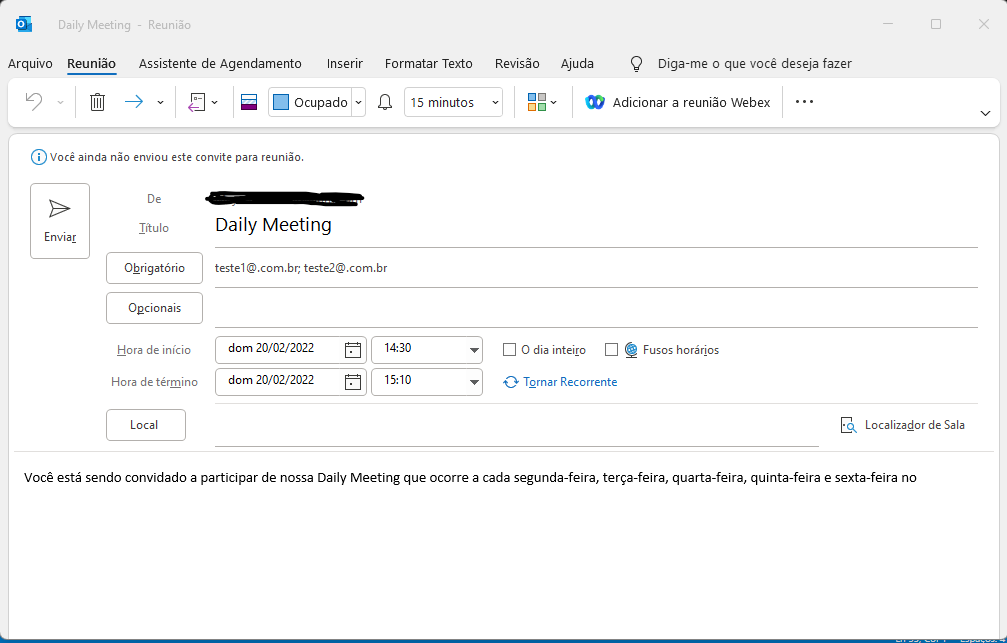 Daily Meeting - Reunião
Arquivo Reunião Assistente de Agendamento Inserir Formatar Texto Revisão Ajuda Diga-me o que você deseja fazer
Ocupado 15 minutos Adicionar a reunião Webex
Você ainda não enviou este convite para reunião.
Enviar
De
Título Daily Meeting
Obrigatório teste1@.com.br; teste2@.com.br
Opcionais
Hora de início dom 20/02/2022 14:30 O dia inteiro Fusos horários
Hora de término dom 20/02/2022 15:10 Tornar Recorrente
Local Localizador de Sala
Você está sendo convidado a participar de nossa Daily Meeting que ocorre a cada segunda-feira, terça-feira, quarta-feira, quinta-feira e sexta-feira no